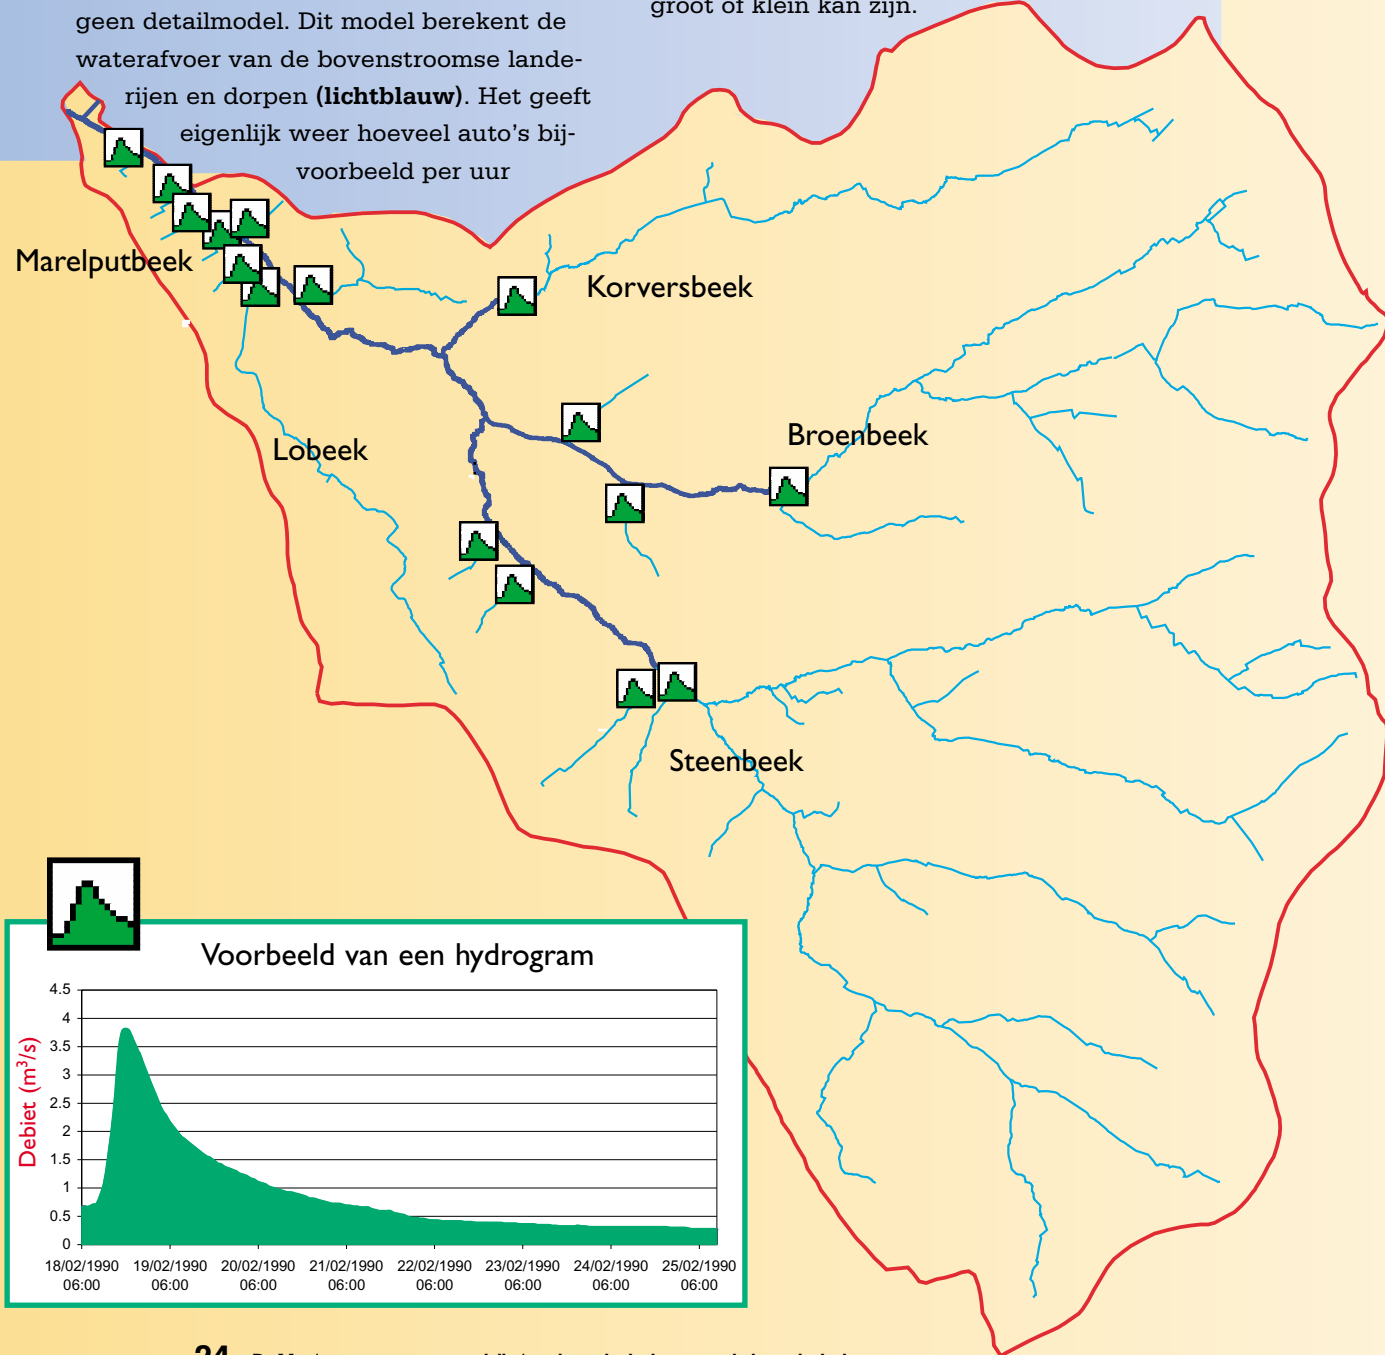 geen detailmodel. Dit model berekent de
waterafvoer van de bovenstroomse lande-
rijen en dorpen (lichtblauw). Het geeft
eigenlijk weer hoeveel auto's bij-
voorbeeld per uur
groot of klein kan zijn.
Marelputbeek
Korversbeek
Lobeek
Broenbeek
Steenbeek
Voorbeeld van een hydrogram
Debiet (m³/s)
4.5
4
3.5
3
2.5
2
1.5
1
0.5
0
18/02/1990 19/02/1990 20/02/1990 21/02/1990 22/02/1990 23/02/1990 24/02/1990 25/02/1990
06:00 06:00 06:00 06:00 06:00 06:00 06:00 06:00